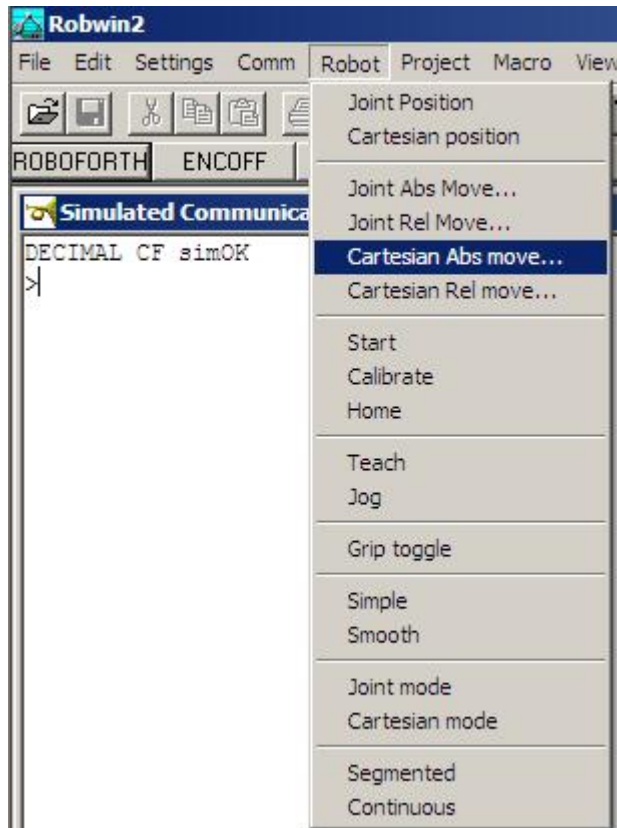 Robwin2
File Edit Settings Comm Robot Project Macro View
ROBOFORTH ENCOFF
Simulated Communica
DECIMAL CF simOK
>
Joint Position
Cartesian position
Joint Abs Move...
Joint Rel Move...
Cartesian Abs move...
Cartesian Rel move...
Start
Calibrate
Home
Teach
Jog
Grip toggle
Simple
Smooth
Joint mode
Cartesian mode
Segmented
Continuous